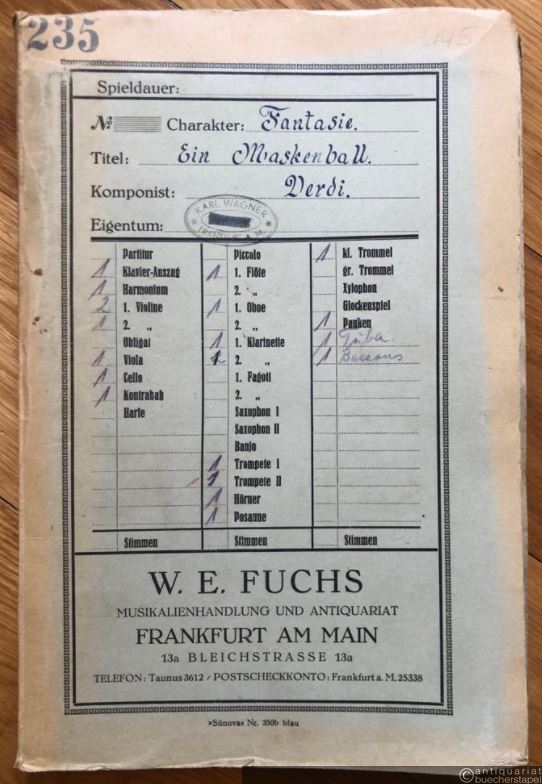 235
445
Spieldauer:
№ Charakter: Fantasie.
Titel: Ein Maskenball.
Komponist: Verdi.
Eigentum:
KARL WAGNER
FRANKFURT A. M.
Partitur
1 Klavier-Auszug
1 Harmonium
2 1. Violine
1 2. „
Obligat
1 Viola
1 Cello
1 Kontrabaß
Harfe
Stimmen
Piccolo
1 1. Flöte
2. „
1 1. Oboe
2. „
1 1. Klarinette
1 2. „
1. Fagott
2. „
Saxophon I
Saxophon II
Banjo
1 Trompete I
1 Trompete II
1 Hörner
1 Posaune
Stimmen
1 kl. Trommel
gr. Trommel
Xylophon
Glockenspiel
1 Pauken
1 Tuba.
1 Bassons
Stimmen
W. E. FUCHS
MUSIKALIENHANDLUNG UND ANTIQUARIAT
FRANKFURT AM MAIN
13a BLEICHSTRASSE 13a
TELEFON: Taunus 3612 / POSTSCHECKKONTO: Frankfurt a. M. 25338
»Sünova« Nr. 350b blau
©antiquariat
buecherstapel